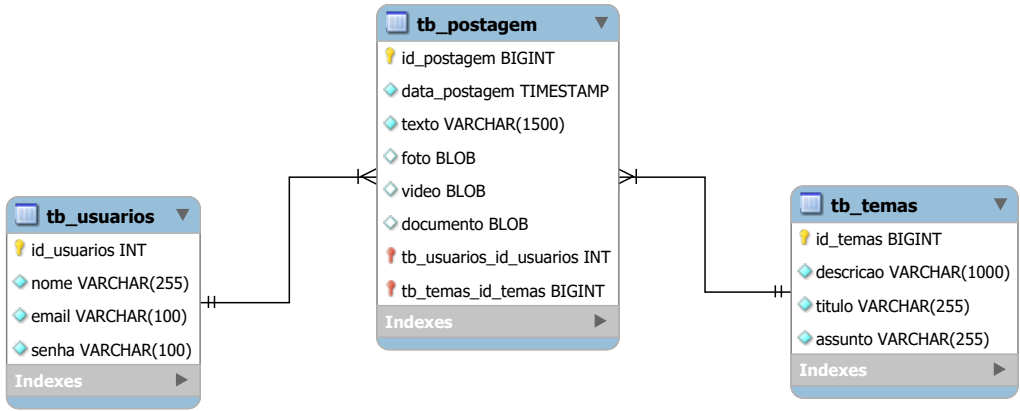 tb_postagem
id_postagem BIGINT
data_postagem TIMESTAMP
texto VARCHAR(1500)
foto BLOB
video BLOB
documento BLOB
tb_usuarios_id_usuarios INT
tb_temas_id_temas BIGINT
Indexes
tb_usuarios
id_usuarios INT
nome VARCHAR(255)
email VARCHAR(100)
senha VARCHAR(100)
Indexes
tb_temas
id_temas BIGINT
descricao VARCHAR(1000)
titulo VARCHAR(255)
assunto VARCHAR(255)
Indexes